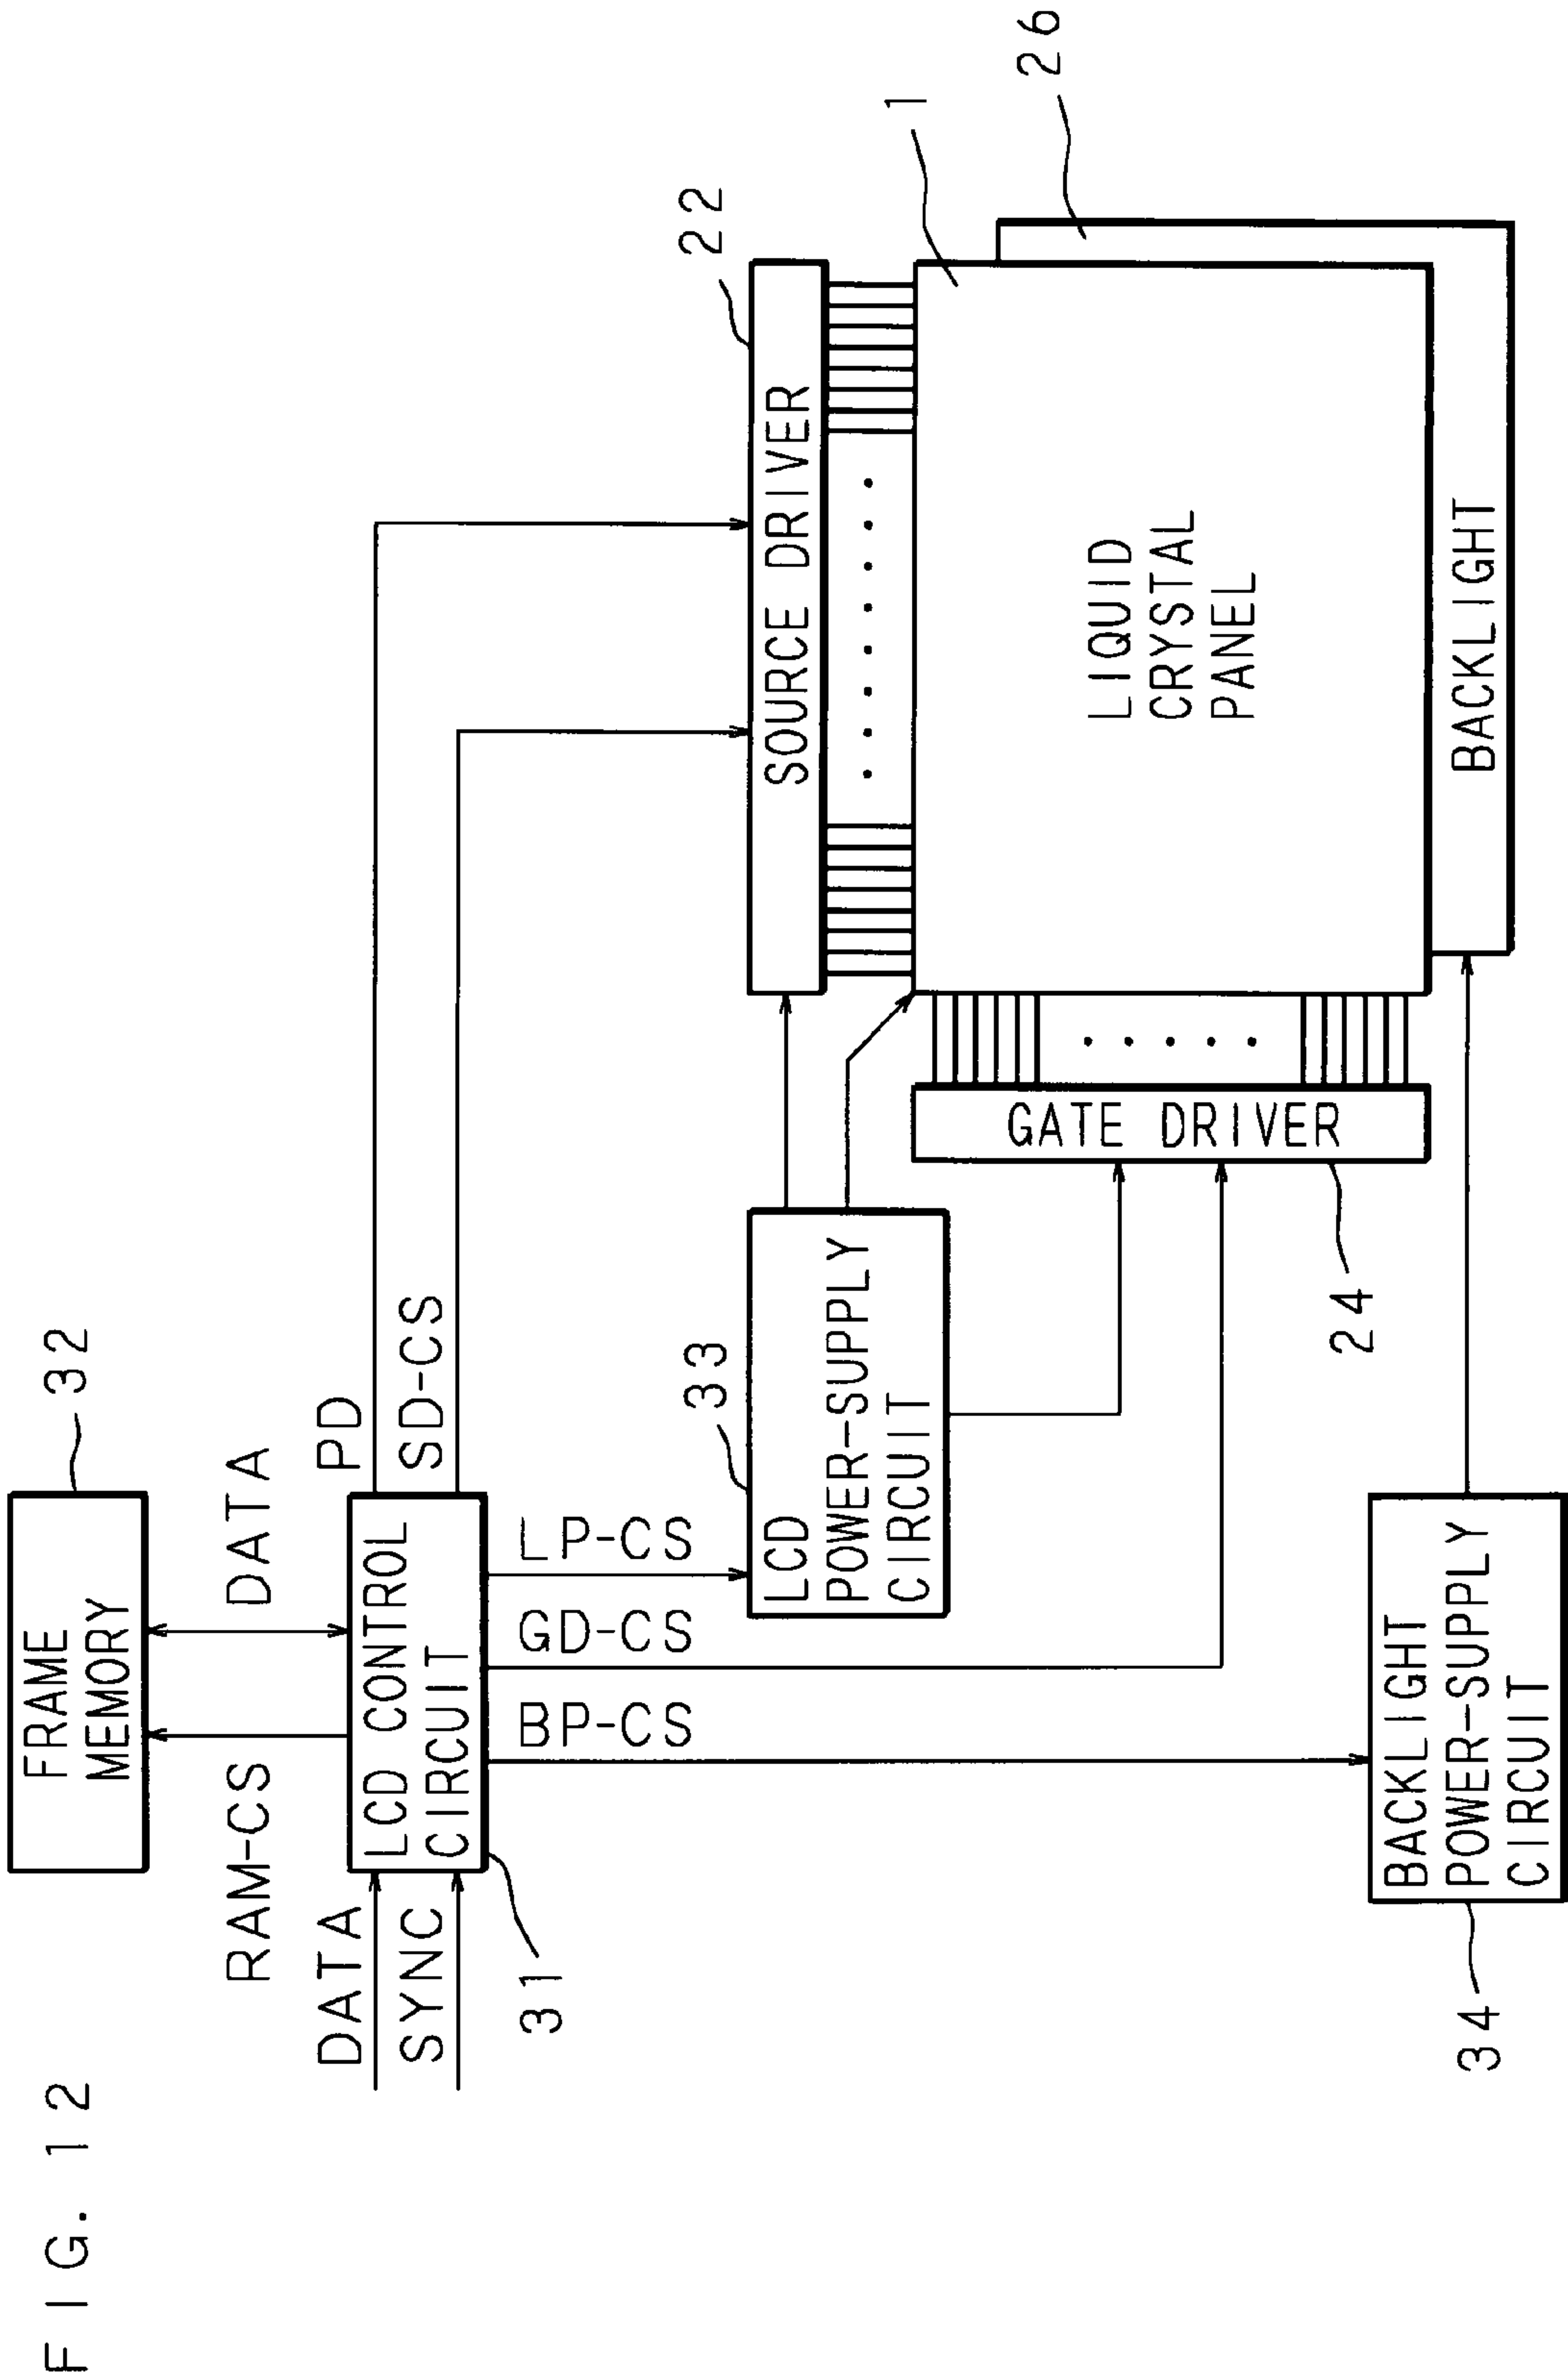 FIG. 12
FRAME
MEMORY
32
RAM-CS
DATA
DATA
SYNC
LCD CONTROL
CIRCUIT
31
PD
SD-CS
LP-CS
GD-CS
BP-CS
33
LCD
POWER-SUPPLY
CIRCUIT
SOURCE DRIVER
22
GATE DRIVER
24
LIQUID
CRYSTAL
PANEL
1
26
BACKLIGHT
BACKLIGHT
POWER-SUPPLY
CIRCUIT
34